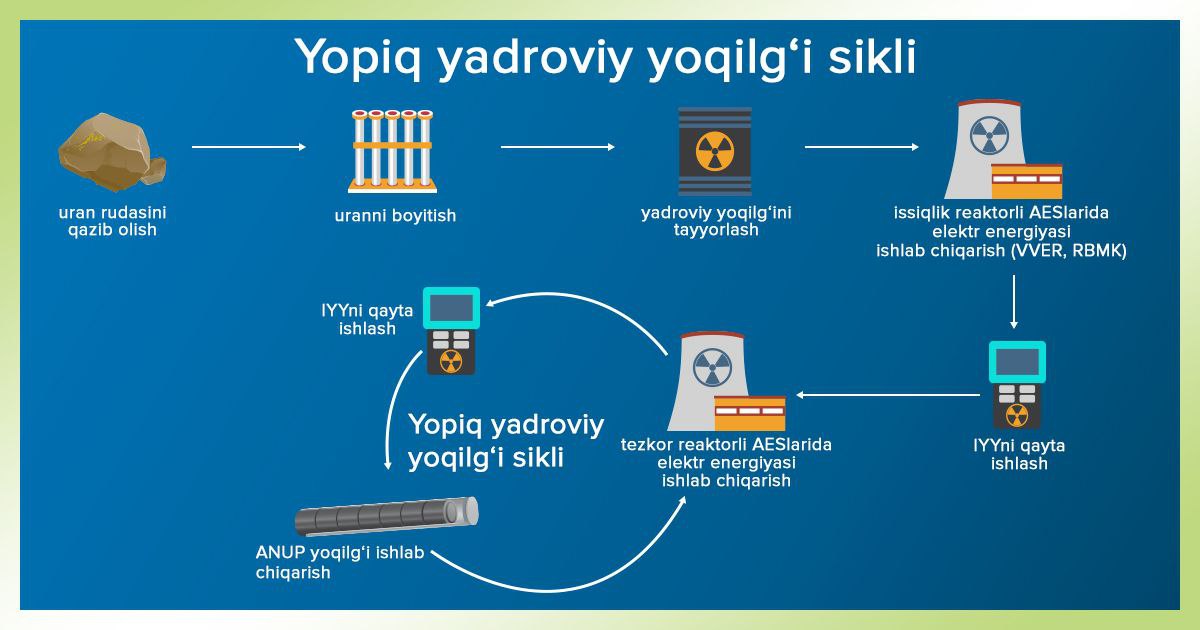 Yopiq yadroviy yoqilg‘i sikli
uran rudasini
qazib olish
uranni boyitish
yadroviy yoqilg‘ini
tayyorlash
issiqlik reaktorli AESlarida
elektr energiyasi
ishlab chiqarish (VVER, RBMK)
IYYni qayta
ishlash
Yopiq yadroviy
yoqilg‘i sikli
tezkor reaktorli AESlarida
elektr energiyasi
ishlab chiqarish
IYYni qayta
ishlash
ANUP yoqilg‘i ishlab
chiqarish